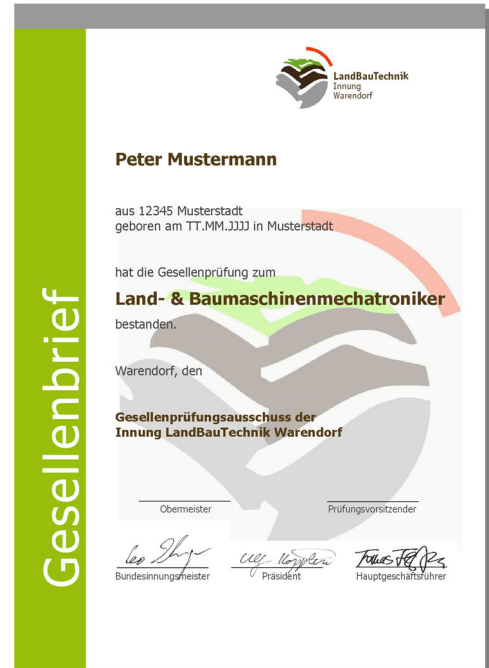 LandBauTechnik
Innung
Warendorf
Peter Mustermann
aus 12345 Musterstadt
geboren am TT.MM.JJJJ in Musterstadt
hat die Gesellenprüfung zum
Land- & Baumaschinenmechatroniker
bestanden.
Warendorf, den
Gesellenprüfungsausschuss der
Innung LandBauTechnik Warendorf
Obermeister
Prüfungsvorsitzender
Bundesinnungsmeister
Präsident
Hauptgeschäftsführer
Gesellenbrief